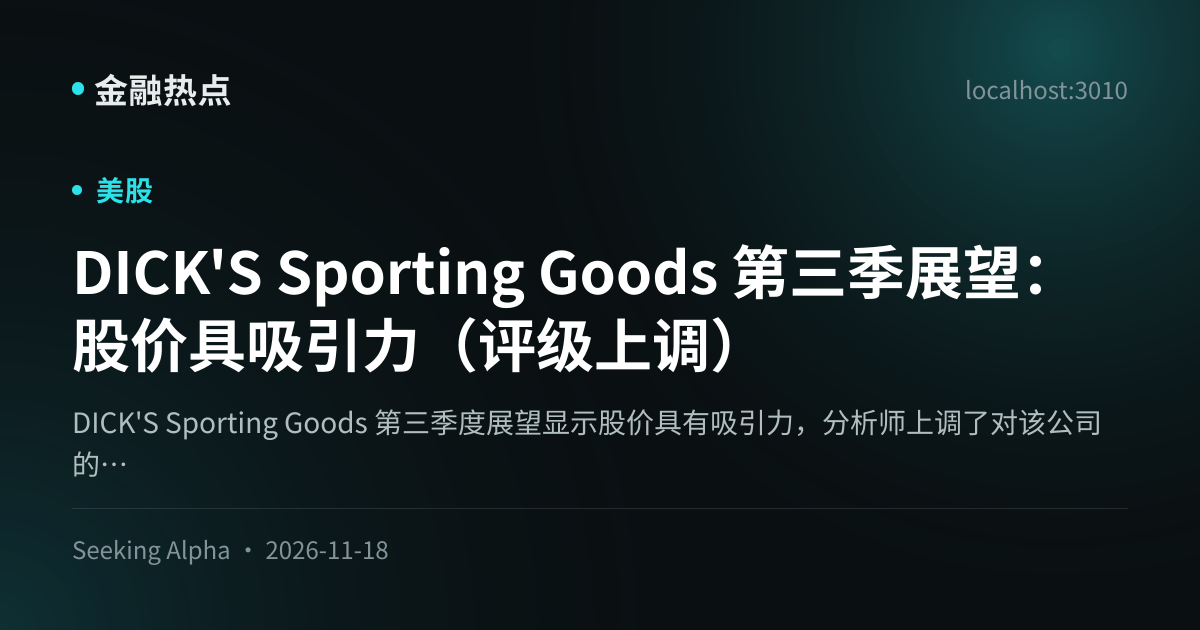 金融热点
localhost:3010
美股
DICK'S Sporting Goods 第三季展望：
股价具吸引力（评级上调）
DICK'S Sporting Goods 第三季度展望显示股价具有吸引力，分析师上调了对该公司
的…
Seeking Alpha • 2026-11-18